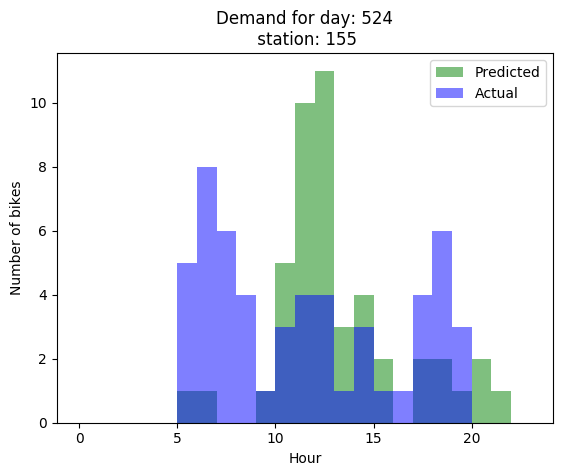 Demand for day: 524
station: 155
Predicted
Actual
Number of bikes
10
8
6
4
2
0
0 5 10 15 20
Hour